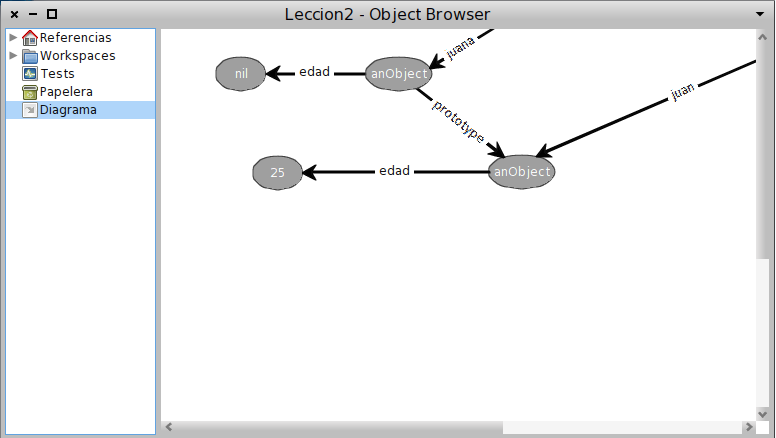 Leccion2 - Object Browser
Referencias
Workspaces
Tests
Papelera
Diagrama
juana
nil
edad
anObject
juan
prototype
25
edad
anObject